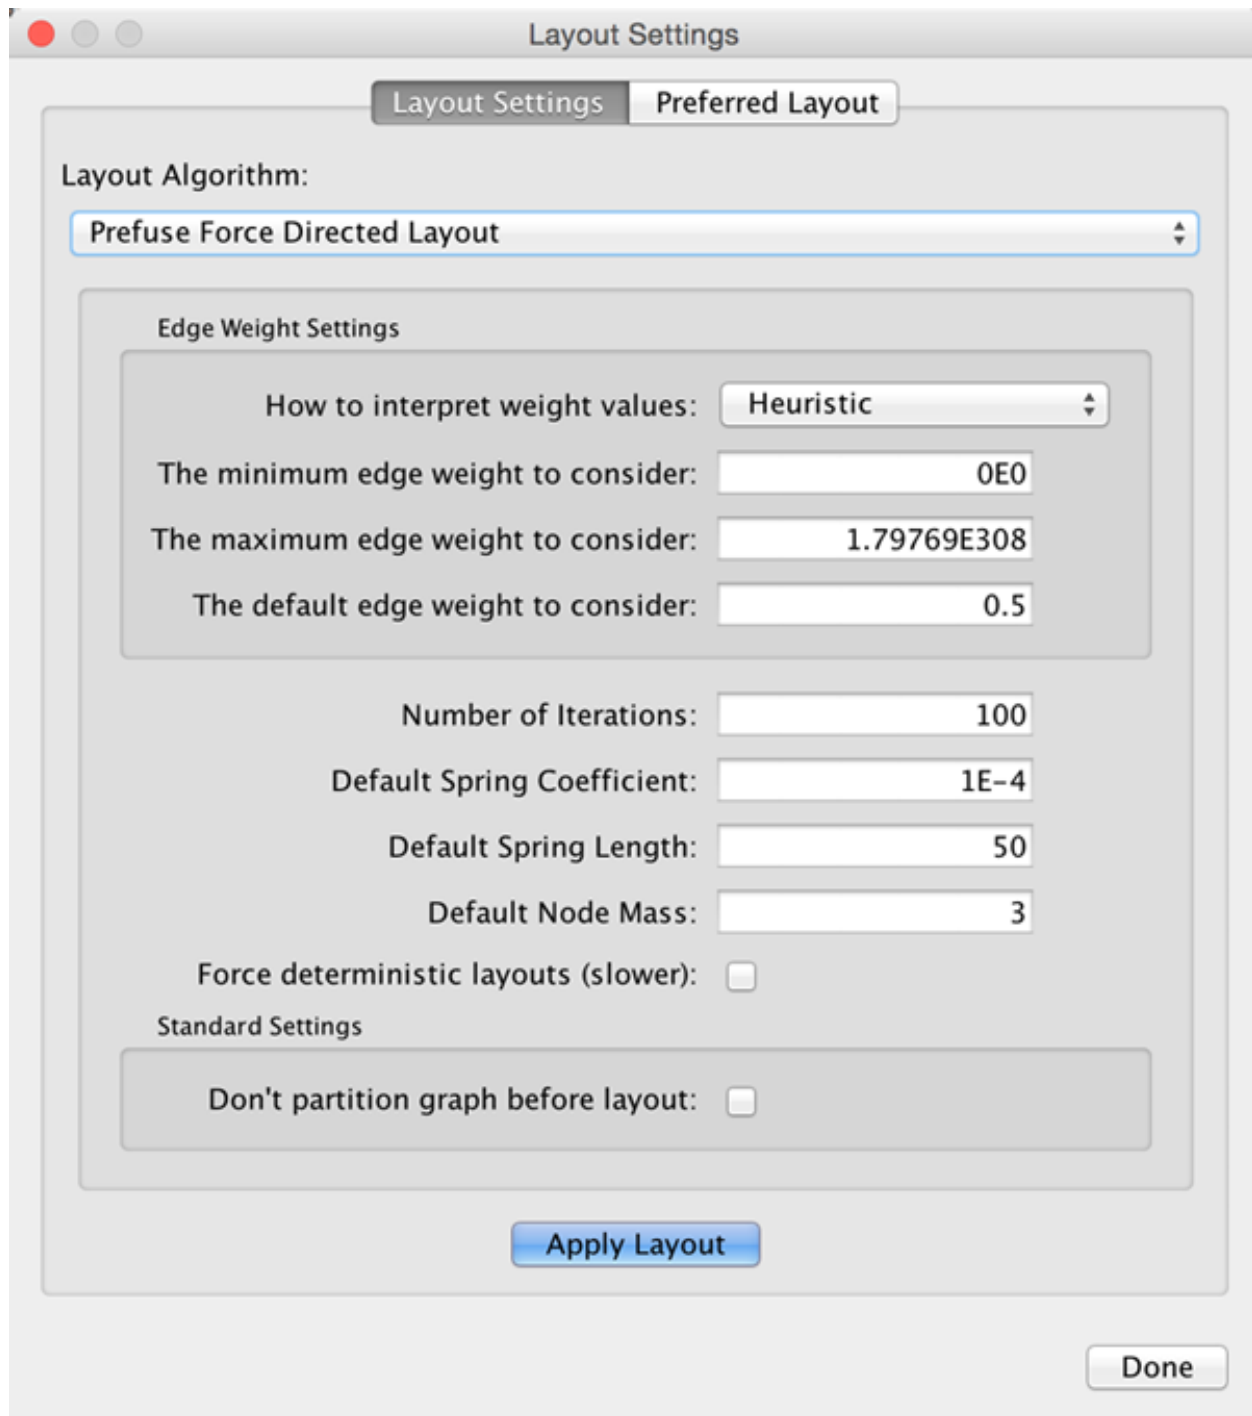 Layout Settings
Layout Settings Preferred Layout
Layout Algorithm:
Prefuse Force Directed Layout
Edge Weight Settings
How to interpret weight values: Heuristic
The minimum edge weight to consider: 0E0
The maximum edge weight to consider: 1.79769E308
The default edge weight to consider: 0.5
Number of Iterations: 100
Default Spring Coefficient: 1E-4
Default Spring Length: 50
Default Node Mass: 3
Force deterministic layouts (slower):
Standard Settings
Don't partition graph before layout:
Apply Layout
Done